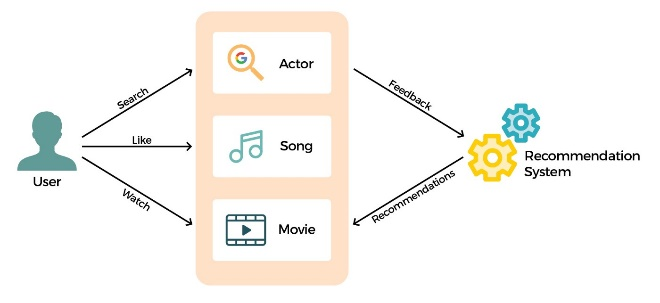 Actor
Search
Feedback
Like
Song
User
Recommendation
System
Watch
Recommendations
Movie